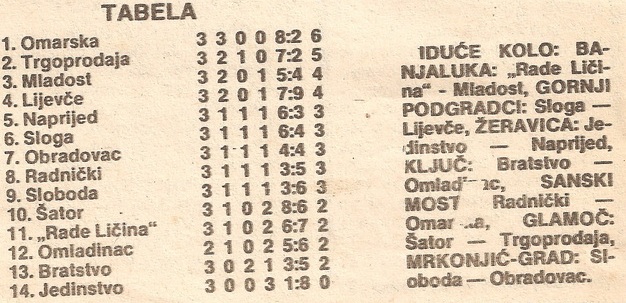 TABELA
1. Omarska 3 3 0 0 8:2 6
2. Trgoprodaja 3 2 1 0 7:2 5
3. Mladost 3 2 0 1 5:4 4
4. Lijevče 3 2 0 1 7:9 4
5. Naprijed 3 1 1 1 6:3 3
6. Sloga 3 1 1 1 6:4 3
7. Obradovac 3 1 1 1 4:4 3
8. Radnički 3 1 1 1 3:5 3
9. Sloboda 3 1 1 1 3:6 3
10. Šator 3 1 0 2 8:6 2
11. „Rade Ličina“ 3 1 0 2 6:7 2
12. Omladinac 2 1 0 2 5:6 2
13. Bratstvo 3 0 2 1 3:5 2
14. Jedinstvo 3 0 0 3 1:8 0
IDUĆE KOLO: BA-
NJALUKA: „Rade Liči-
na“ - Mladost, GORNJI
PODGRADCI: Sloga —
Lijevče, ŽERAVICA: Je-
dinstvo — Naprijed,
KLJUČ: Bratstvo —
SANSKI
MOST Radnički —
GLAMOČ:
Šator — Trgoprodaja,
MRKONJIĆ-GRAD: Sl-
oboda — Obradovac.